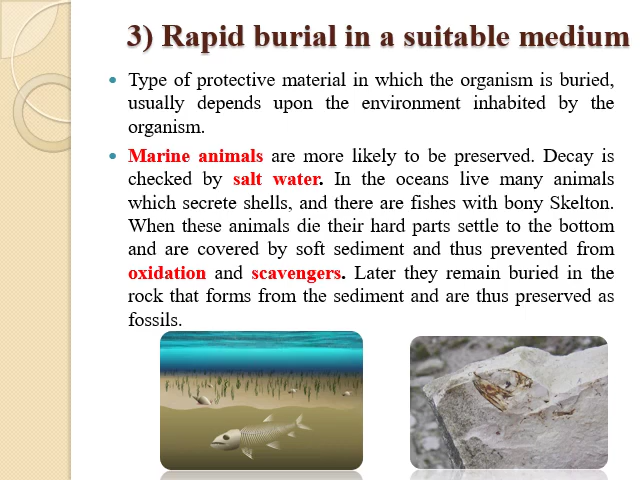 3) Rapid burial in a suitable medium
Type of protective material in which the organism is buried,
usually depends upon the environment inhabited by the
organism.
Marine animals are more likely to be preserved. Decay is
checked by salt water. In the oceans live many animals
which secrete shells, and there are fishes with bony Skelton.
When these animals die their hard parts settle to the bottom
and are covered by soft sediment and thus prevented from
oxidation and scavengers. Later they remain buried in the
rock that forms from the sediment and are thus preserved as
fossils.